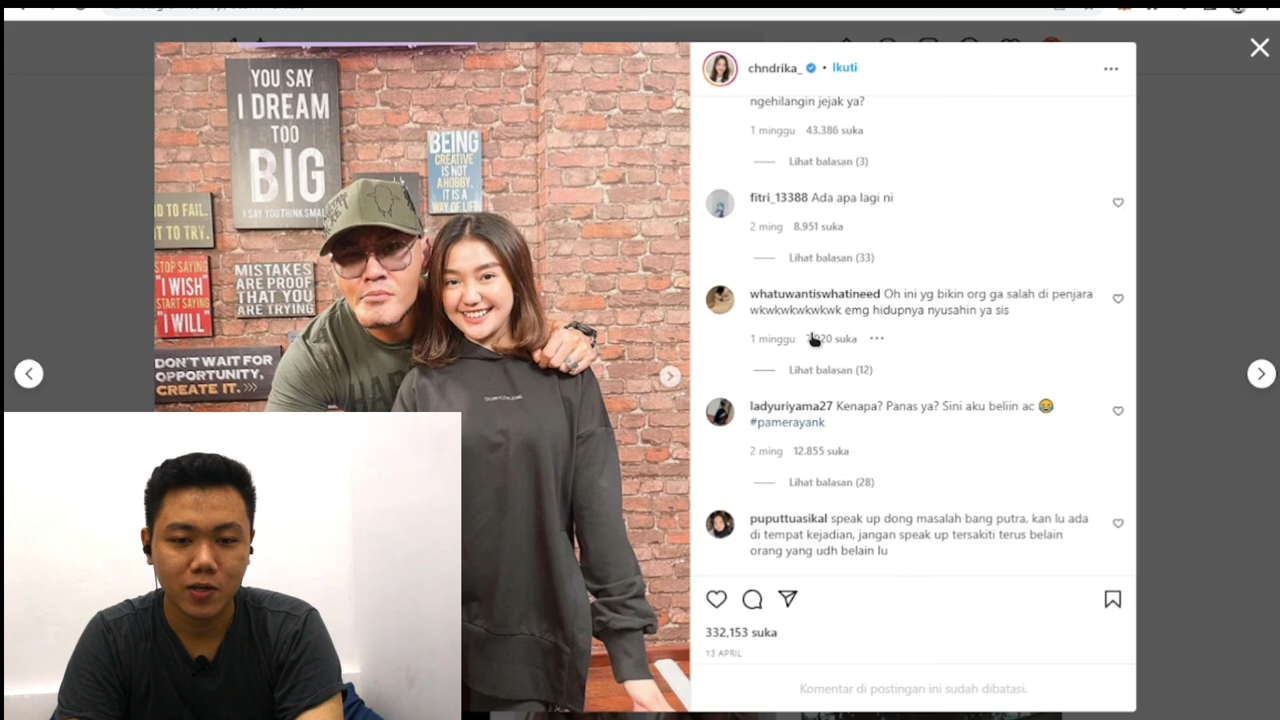 YOU SAY
I DREAM
TOO
BIG
I SAY YOU THINK SMAL
BEING
CREATIVE
IS NOT
A HOBBY,
IT IS A
WAY OF LIFE
D TO FAIL.
T TO TRY.
STOP SAYING
"I WISH"
START SAYING
"I WILL"
MISTAKES
ARE PROOF
THAT YOU
ARE TRYING
DON'T WAIT FOR
OPPORTUNITY,
CREATE IT. >>>
chndrika_ • Ikuti
ngehilangin jejak ya?
1 minggu 43.386 suka
Lihat balasan (3)
fitri_13388 Ada apa lagi ni
2 ming 8.951 suka
Lihat balasan (33)
whatuwantiswhatineed Oh ini yg bikin org ga salah di penjara
wkwkwkwkwkwk emg hidupnya nyusahin ya sis
1 minggu suka
Lihat balasan (12)
ladyuriyama27 Kenapa? Panas ya? Sini aku beliin ac 😂
#pamerayank
2 ming 12.855 suka
Lihat balasan (28)
puputtuasikal speak up dong masalah bang putra, kan lu ada
di tempat kejadian, jangan speak up tersakiti terus belain
orang yang udh belain lu
332,153 suka
13 APRIL
Komentar di postingan ini sudah dibatasi.